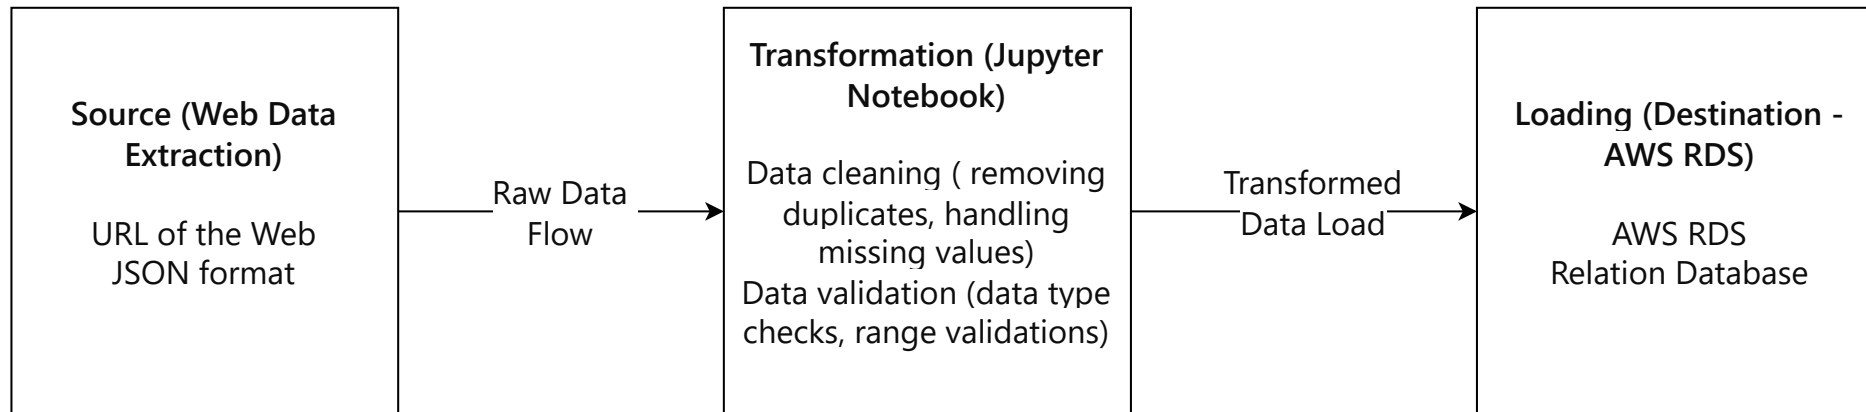 Source (Web Data
Extraction)
URL of the Web
JSON format
Raw Data
Flow
Transformation (Jupyter
Notebook)
Data cleaning ( removing
duplicates, handling
missing values)
Data validation (data type
checks, range validations)
Transformed
Data Load
Loading (Destination -
AWS RDS)
AWS RDS
Relation Database